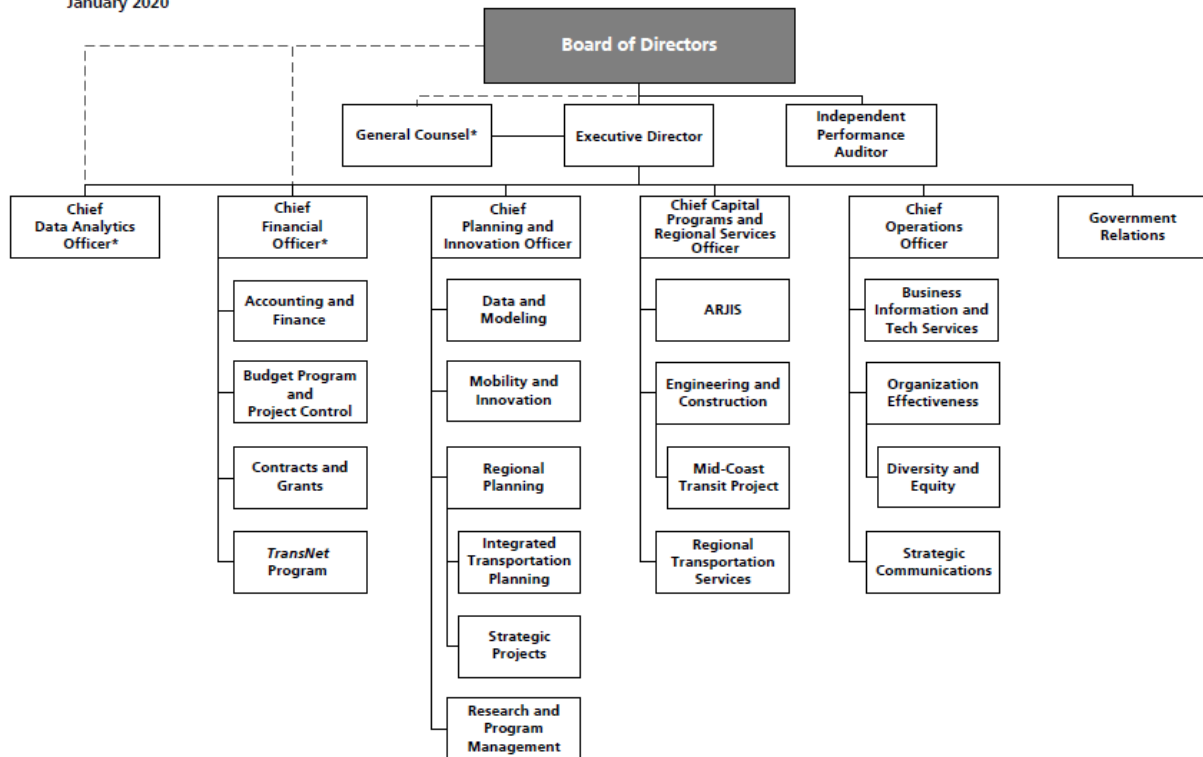 January 2020
Board of Directors
General Counsel*
Executive Director
Independent
Performance
Auditor
Chief
Data Analytics
Officer*
Chief
Financial
Officer*
Chief
Planning and
Innovation Officer
Chief Capital
Programs and
Regional Services
Officer
Chief
Operations
Officer
Government
Relations
Accounting and
Finance
Budget Program
and
Project Control
Contracts and
Grants
TransNet
Program
Data and
Modeling
Mobility and
Innovation
Regional
Planning
Integrated
Transportation
Planning
Strategic
Projects
Research and
Program
Management
ARJIS
Engineering and
Construction
Mid-Coast
Transit Project
Regional
Transportation
Services
Business
Information and
Tech Services
Organization
Effectiveness
Diversity and
Equity
Strategic
Communications